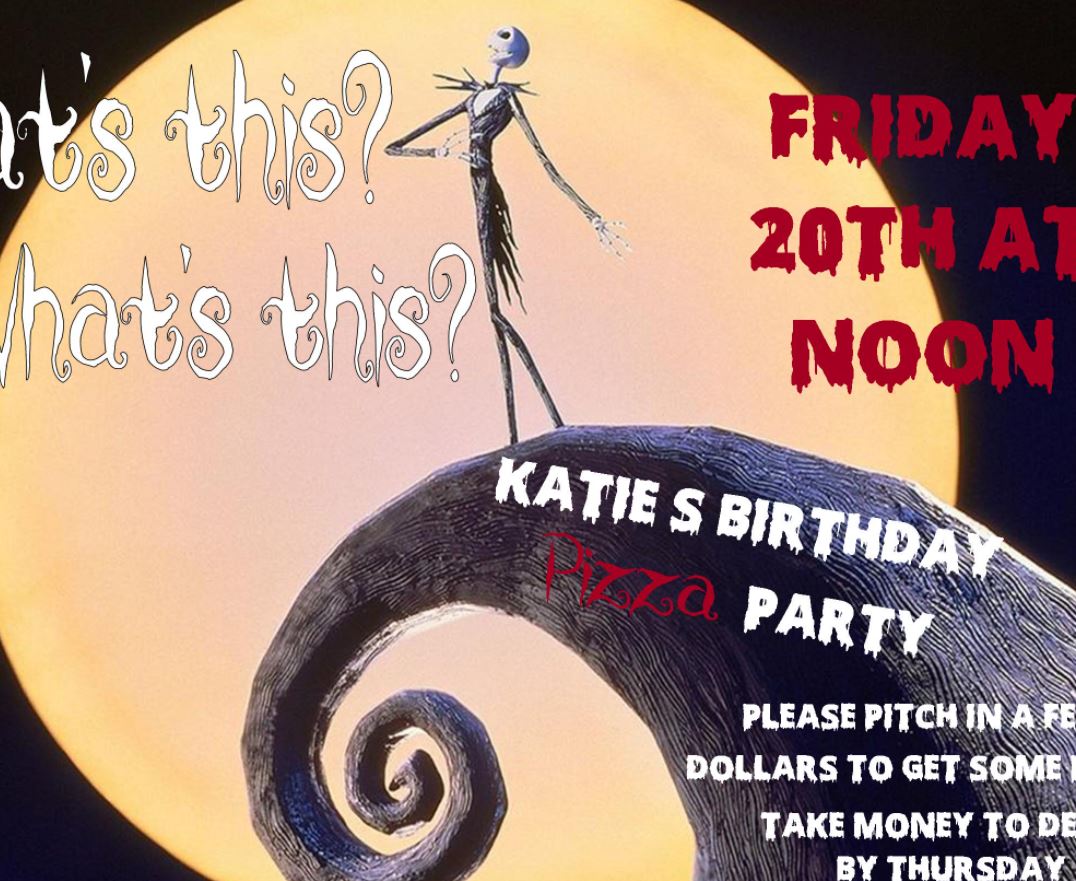 at's this?
what's this?
FRIDAY
20TH AT
NOON
KATIE S BIRTHDAY
Pizza PARTY
PLEASE PITCH IN A FE
DOLLARS TO GET SOME
TAKE MONEY TO DE
BY THURSDAY